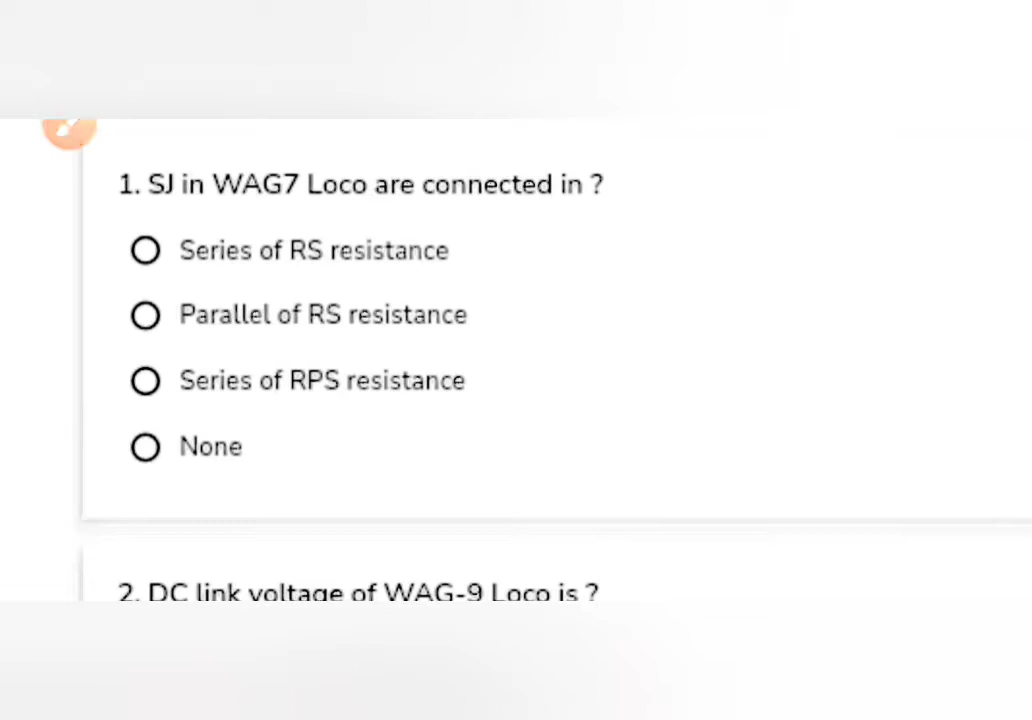 1. SJ in WAG7 Loco are connected in ?
Series of RS resistance
Parallel of RS resistance
Series of RPS resistance
None
2. DC link voltage of WAG-9 Loco is ?